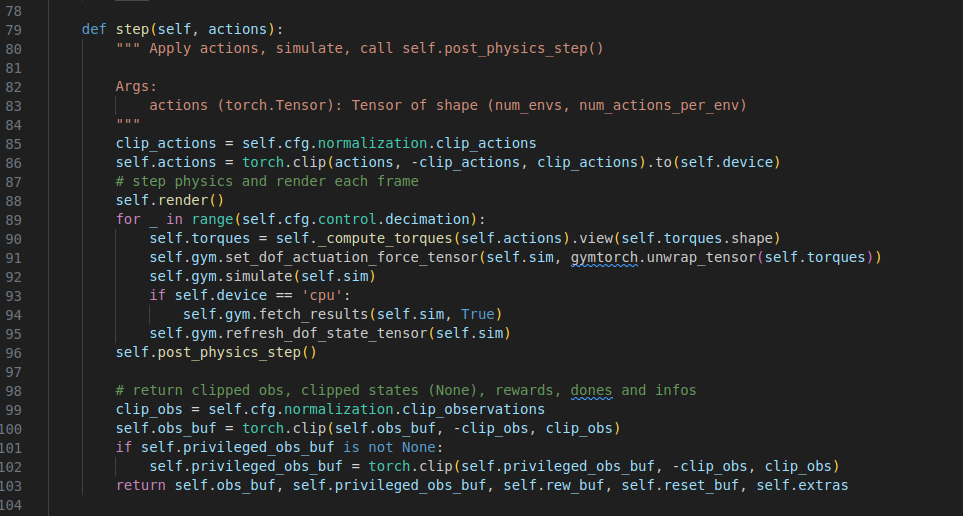 78
79 def step(self, actions):
80 """ Apply actions, simulate, call self.post_physics_step()
81
82 Args:
83 actions (torch.Tensor): Tensor of shape (num_envs, num_actions_per_env)
84 """
85 clip_actions = self.cfg.normalization.clip_actions
86 self.actions = torch.clip(actions, -clip_actions, clip_actions).to(self.device)
87 # step physics and render each frame
88 self.render()
89 for _ in range(self.cfg.control.decimation):
90 self.torques = self._compute_torques(self.actions).view(self.torques.shape)
91 self.gym.set_dof_actuation_force_tensor(self.sim, gymtorch.unwrap_tensor(self.torques))
92 self.gym.simulate(self.sim)
93 if self.device == 'cpu':
94 self.gym.fetch_results(self.sim, True)
95 self.gym.refresh_dof_state_tensor(self.sim)
96 self.post_physics_step()
97
98 # return clipped obs, clipped states (None), rewards, dones and infos
99 clip_obs = self.cfg.normalization.clip_observations
100 self.obs_buf = torch.clip(self.obs_buf, -clip_obs, clip_obs)
101 if self.privileged_obs_buf is not None:
102 self.privileged_obs_buf = torch.clip(self.privileged_obs_buf, -clip_obs, clip_obs)
103 return self.obs_buf, self.privileged_obs_buf, self.rew_buf, self.reset_buf, self.extras
104